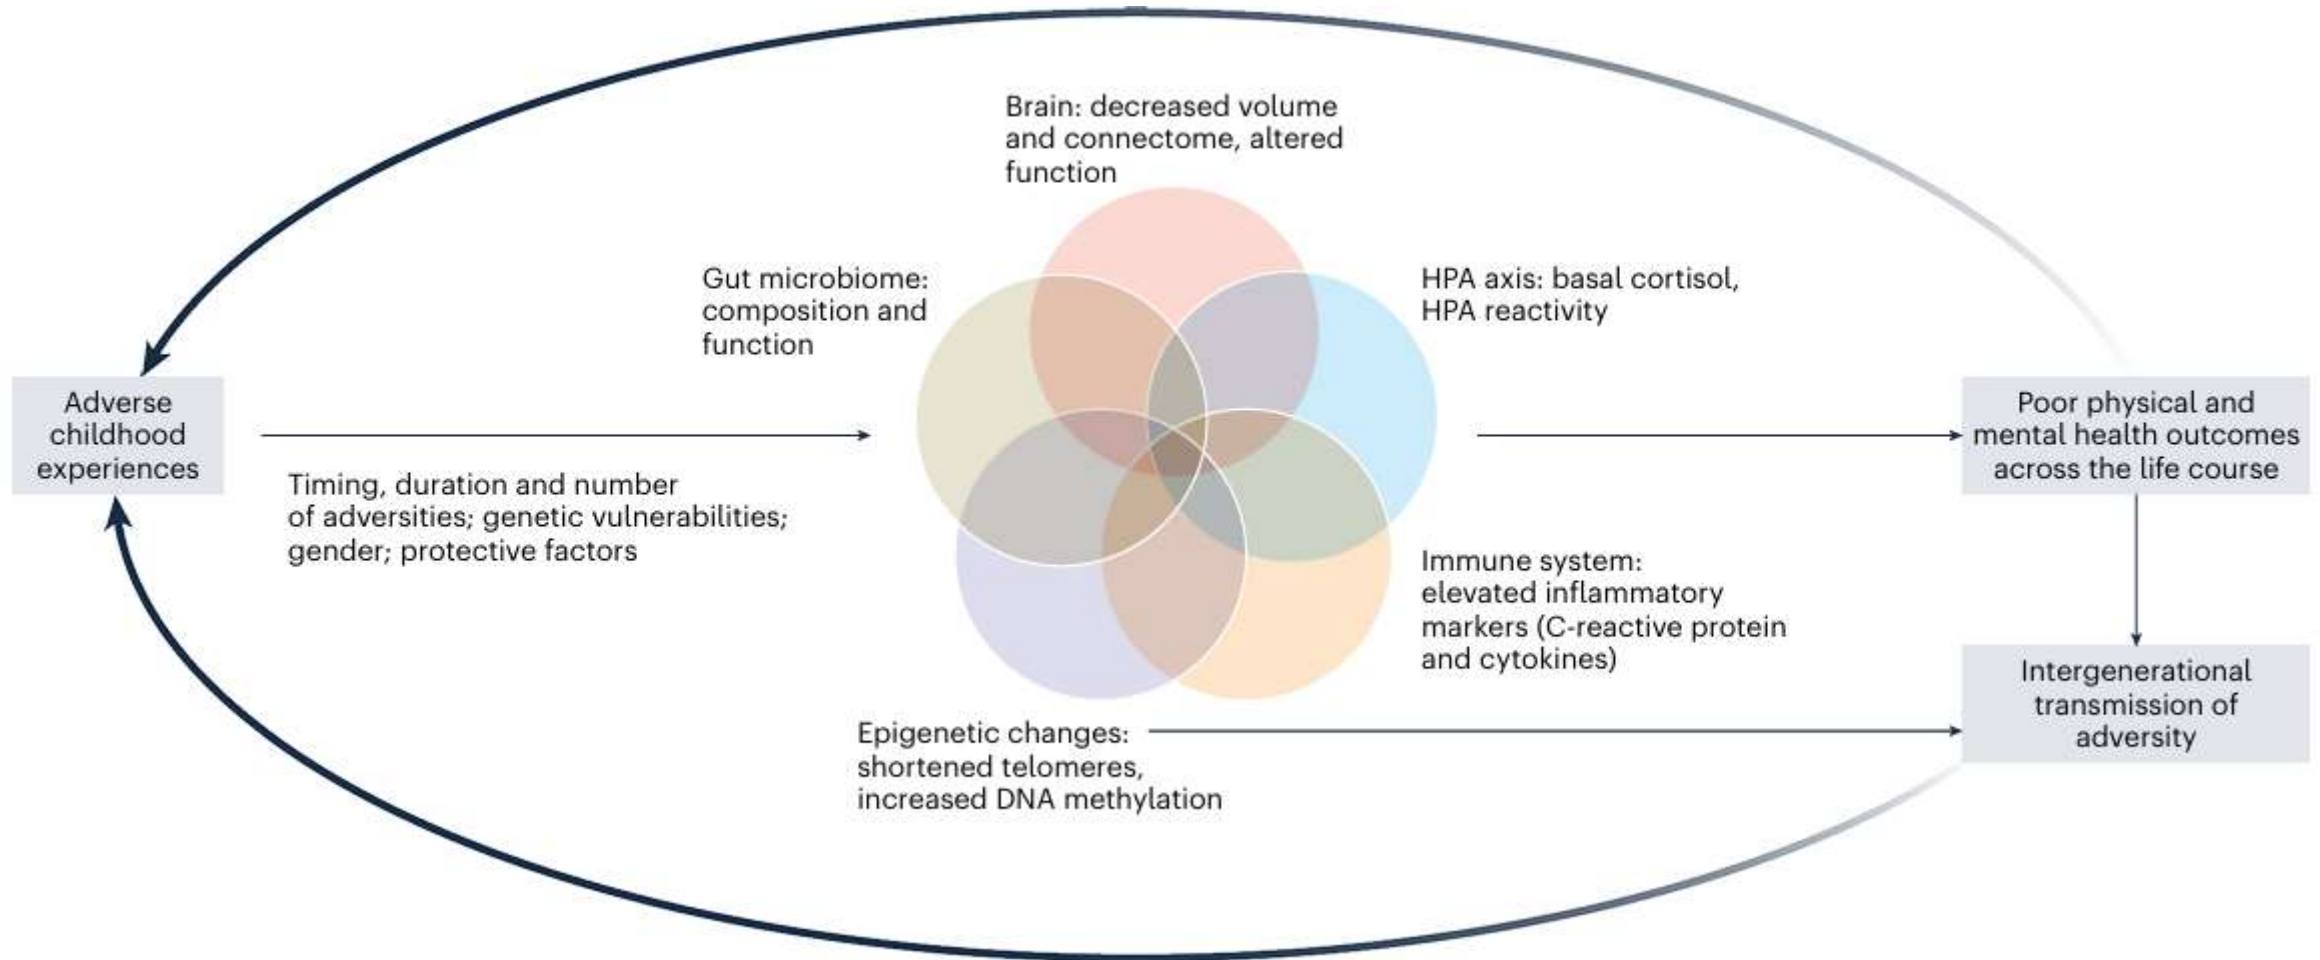 Brain: decreased volume
and connectome, altered
function
Gut microbiome:
composition and
function
HPA axis: basal cortisol,
HPA reactivity
Adverse
childhood
experiences
Timing, duration and number
of adversities; genetic vulnerabilities;
gender; protective factors
Poor physical and
mental health outcomes
across the life course
Immune system:
elevated inflammatory
markers (C-reactive protein
and cytokines)
Epigenetic changes:
shortened telomeres,
increased DNA methylation
Intergenerational
transmission of
adversity